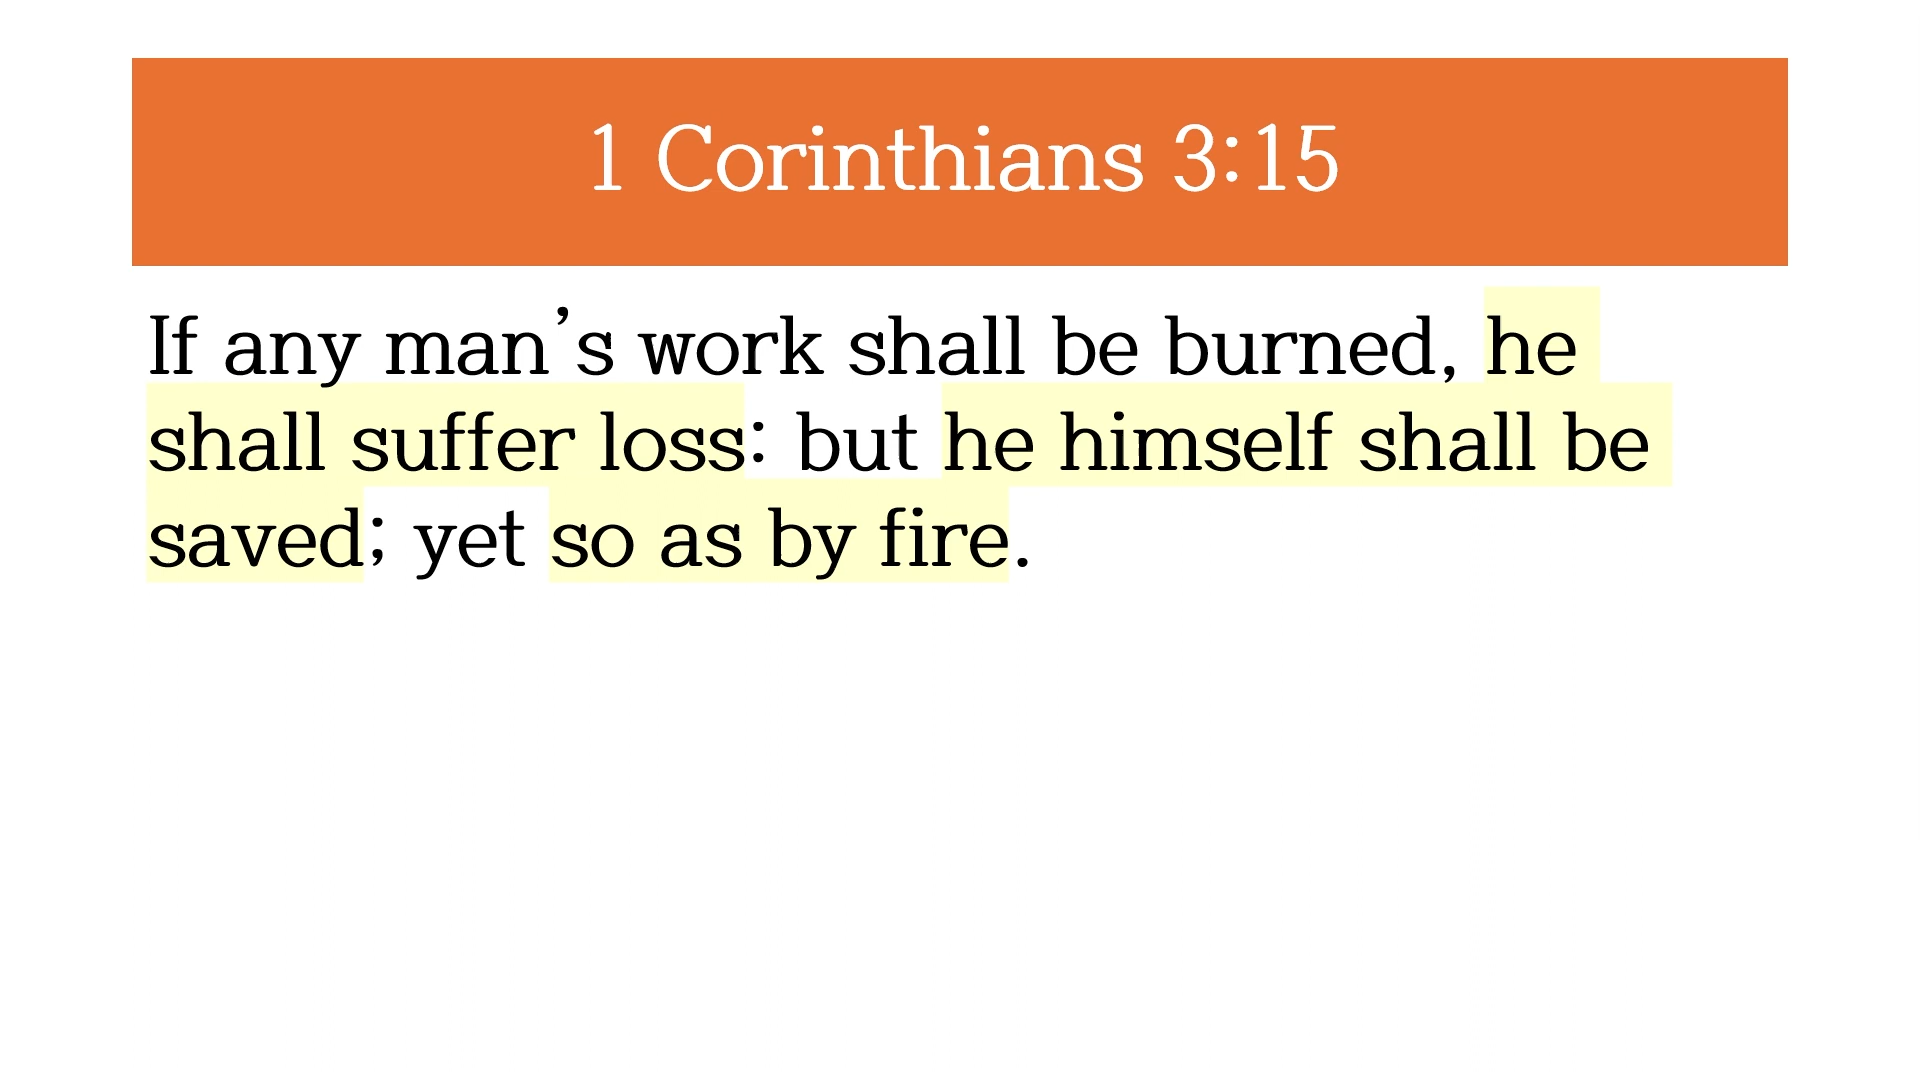 1 Corinthians 3:15
If any man’s work shall be burned, he
shall suffer loss: but he himself shall be
saved; yet so as by fire.